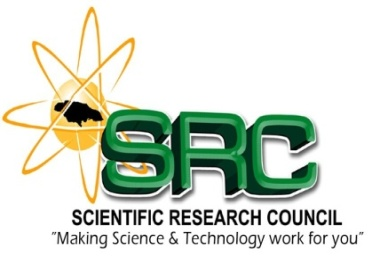 SRC
SCIENTIFIC RESEARCH COUNCIL
"Making Science & Technology work for you"